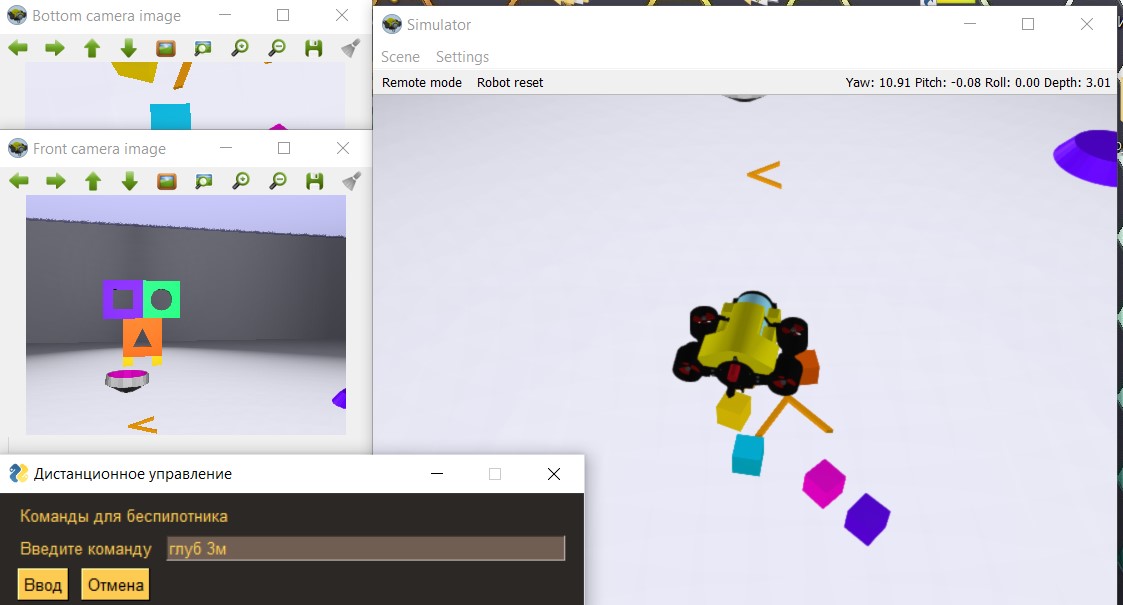 Bottom camera image
Front camera image
Simulator
Scene Settings
Remote mode Robot reset Yaw: 10.91 Pitch: -0.08 Roll: 0.00 Depth: 3.01
Дистанционное управление
Команды для беспилотника
Введите команду глуб 3м
Ввод Отмена